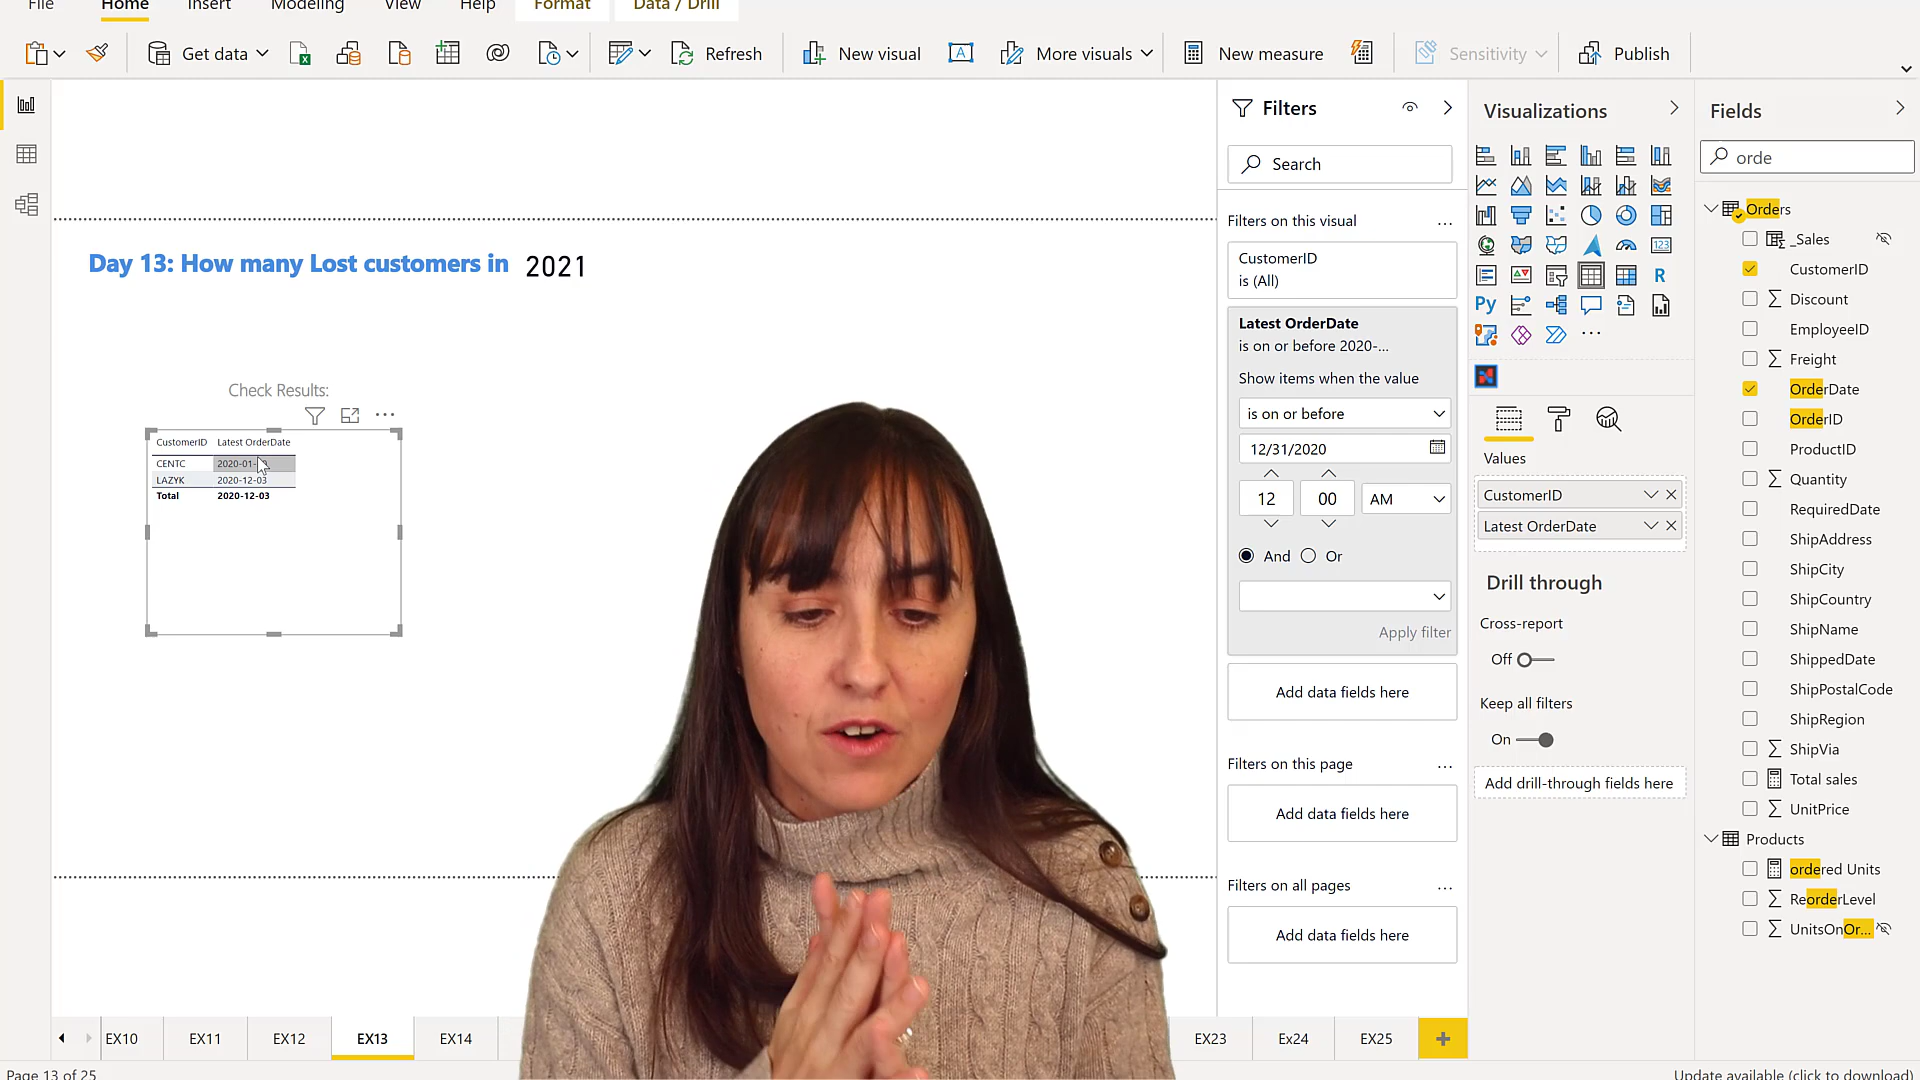 File Home Insert Modeling View Help Format Data / Drill
Get data Refresh New visual More visuals New measure Sensitivity Publish
Day 13: How many Lost customers in 2021
Check Results:
CustomerID Latest OrderDate
CENTC 2020-01-
LAZYK 2020-12-03
Total 2020-12-03
Filters
Search
Filters on this visual ...
CustomerID
is (All)
Latest OrderDate
is on or before 2020-...
Show items when the value
is on or before
12/31/2020
12 00 AM
And Or
Apply filter
Add data fields here
Filters on this page ...
Add data fields here
Filters on all pages ...
Add data fields here
Visualizations
123
R
Py
...
Values
CustomerID
Latest OrderDate
Drill through
Cross-report
Off
Keep all filters
On
Add drill-through fields here
Fields
orde
Orders
_Sales
CustomerID
Discount
EmployeeID
Freight
OrderDate
OrderID
ProductID
Quantity
RequiredDate
ShipAddress
ShipCity
ShipCountry
ShipName
ShippedDate
ShipPostalCode
ShipRegion
ShipVia
Total sales
UnitPrice
Products
ordered Units
ReorderLevel
UnitsOnOr...
EX10 EX11 EX12 EX13 EX14 EX23 Ex24 EX25
Page 13 of 25
Update available (click to download)